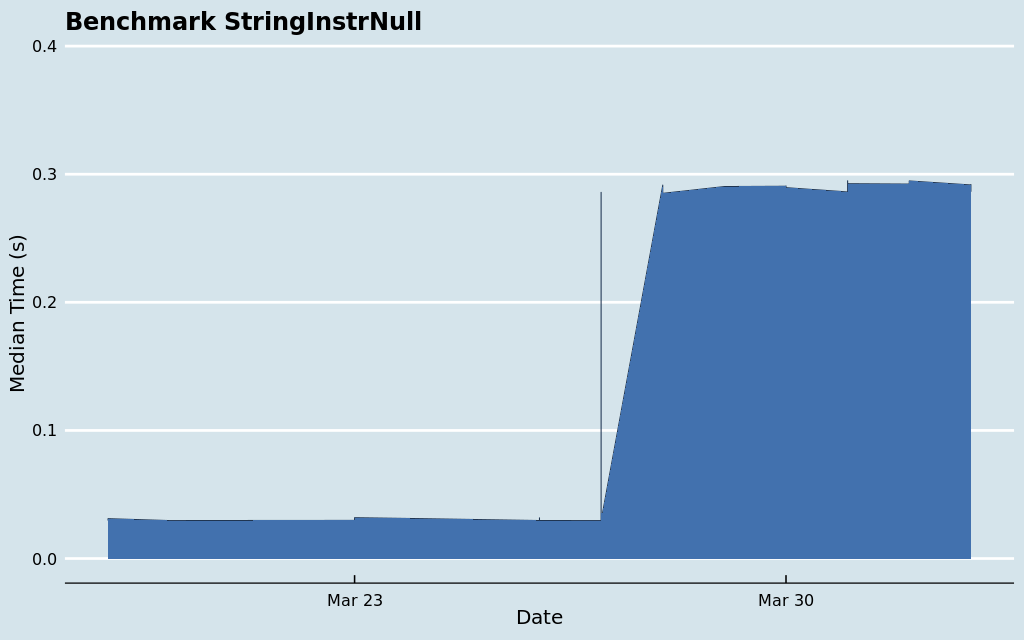 Benchmark StringInstrNull
0.4
0.3
0.2
0.1
0.0
Median Time (s)
Mar 23
Mar 30
Date